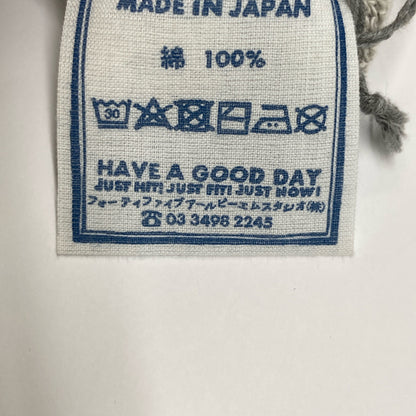 MADE IN JAPAN
綿 100%
30
HAVE A GOOD DAY
JUST HIT! JUST FIT! JUST NOW!
フォーティファイブアールピーエムスタジオ(株)
☎ 03 3498 2245